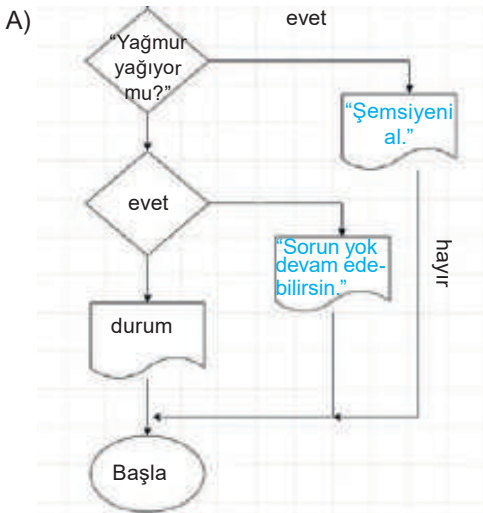 A)
evet
“Yağmur
yağıyor
mu?”
“Şemsiyeni
al.”
evet
“Sorun yok
devam ede-
bilirsin.”
hayır
durum
Başla